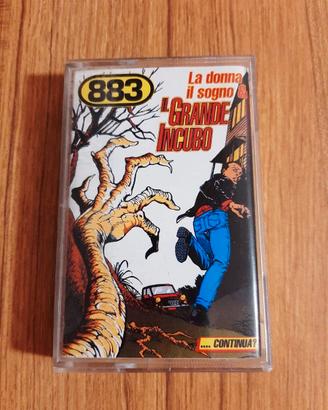 883
La donna
il sogno &
IL GRANDE
INCUBO
.... CONTINUA?